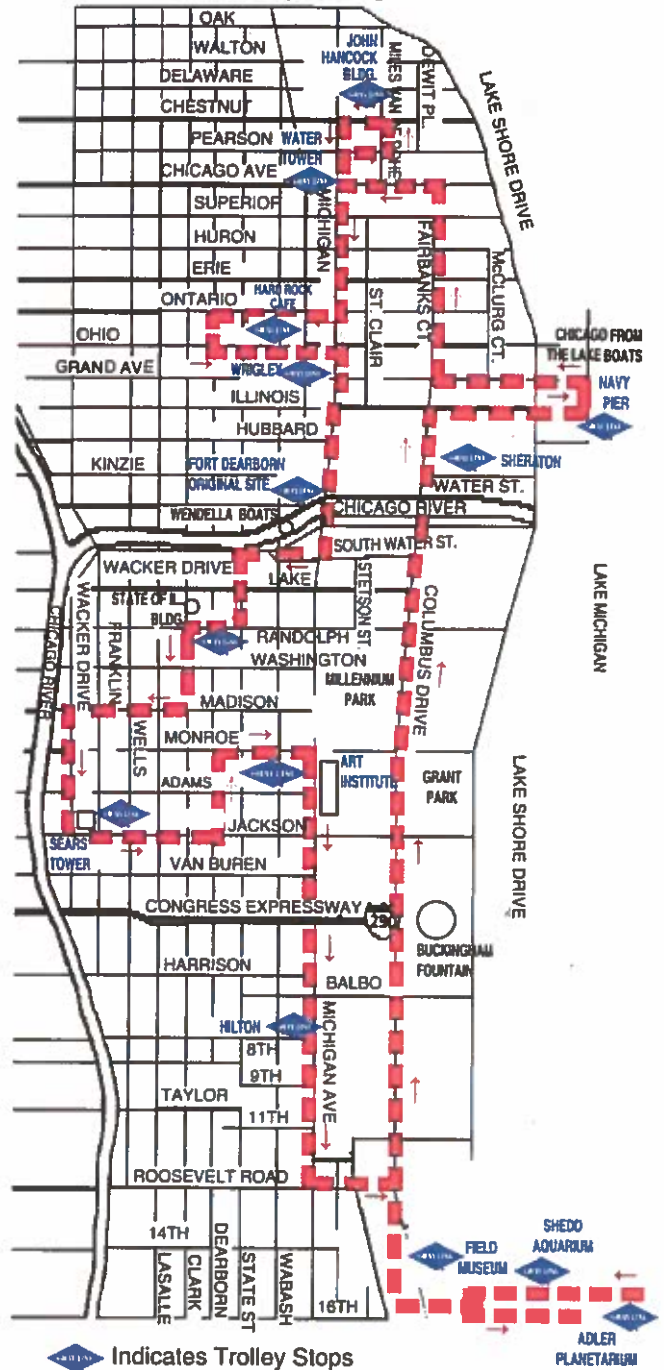 OAK
WALTON
JOHN
HANCOCK
BLDG.
DEWIT PL.
DELAWARE
CHESTNUT
LAKE SHORE DRIVE
PEARSON
WATER
TOWER
CHICAGO AVE
MICHIGAN
SUPERIOR
HURON
FAIRBANKS CT.
ERIE
ST. CLAIR
McCLURG CT.
ONTARIO
HARD ROCK
CAFE
OHIO
CHICAGO FROM
THE LAKE BOATS
GRAND AVE
WRIGLEY
NAVY
PIER
ILLINOIS
HUBBARD
KINZIE
FORT DEARBORN
ORIGINAL SITE
SHERATON
WATER ST.
WENDELLA BOATS
CHICAGO RIVER
SOUTH WATER ST.
WACKER DRIVE
LAKE
STETSON ST.
STATE OF IL
BLDG.
RANDOLPH
COLUMBUS DRIVE
LAKE MICHIGAN
CHICAGO RIVER
WACKER DRIVE
FRANKLIN
WASHINGTON
MILLENNIUM
PARK
MADISON
WELLS
MONROE
ART
INSTITUTE
GRANT
PARK
ADAMS
LAKE SHORE DRIVE
JACKSON
SEARS
TOWER
VAN BUREN
CONGRESS EXPRESSWAY
290
BUCKINGHAM
FOUNTAIN
HARRISON
BALBO
HILTON
MICHIGAN AVE
8TH
9TH
TAYLOR
11TH
ROOSEVELT ROAD
14TH
LASALLE
CLARK
DEARBORN
STATE ST
WABASH
16TH
FIELD
MUSEUM
SHEDD
AQUARIUM
ADLER
PLANETARIUM
Indicates Trolley Stops